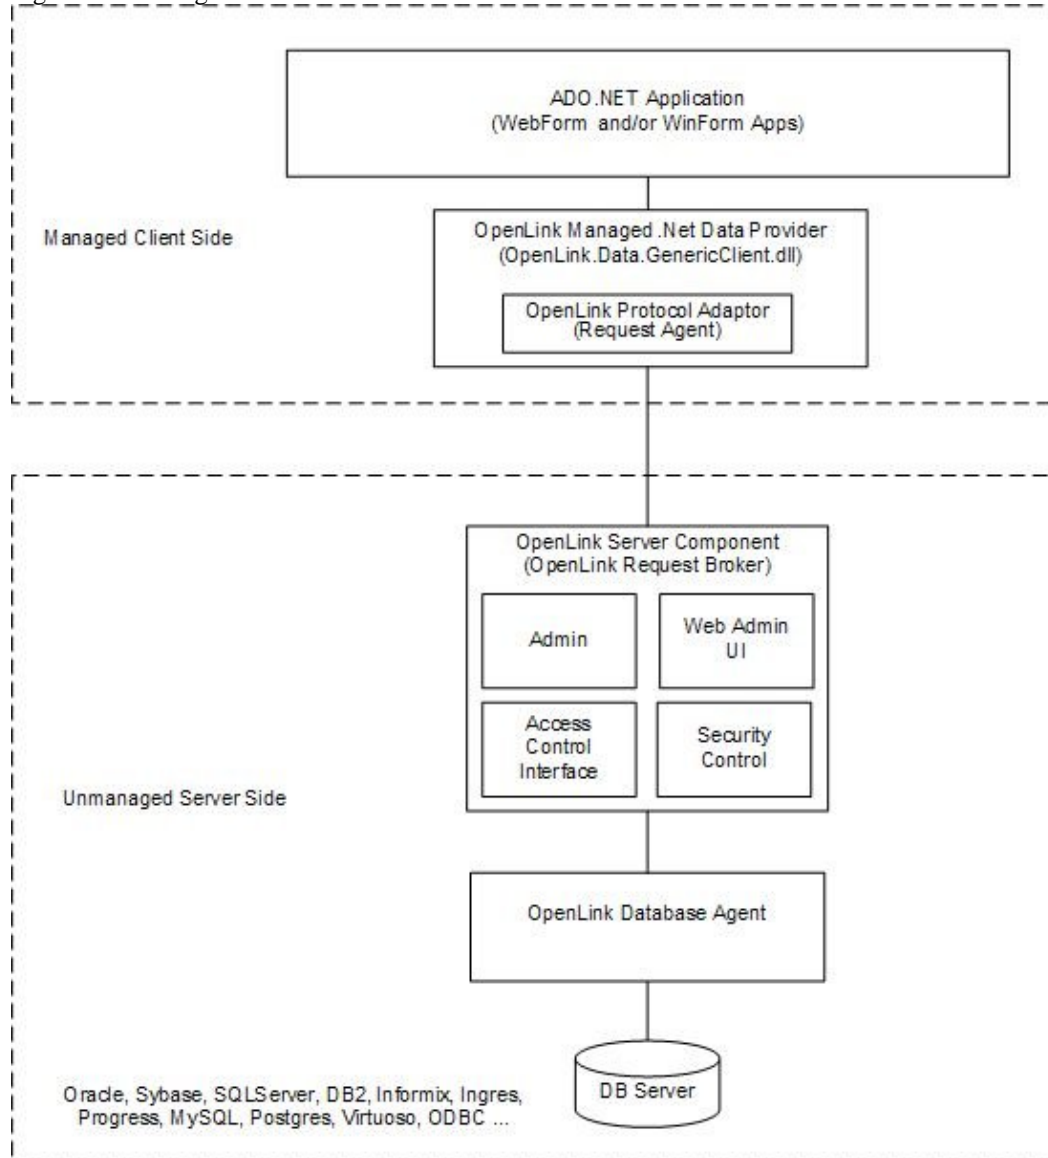 ADO.NET Application
(WebForm and/or WinForm Apps)
Managed Client Side
OpenLink Managed .Net Data Provider
(OpenLink.Data.GenericClient.dll)
OpenLink Protocol Adaptor
(Request Agent)
OpenLink Server Component
(OpenLink Request Broker)
Admin
Web Admin
UI
Access
Control
Interface
Security
Control
Unmanaged Server Side
OpenLink Database Agent
DB Server
Oracle, Sybase, SQLServer, DB2, Informix, Ingres,
Progress, MySQL, Postgres, Virtuoso, ODBC ...